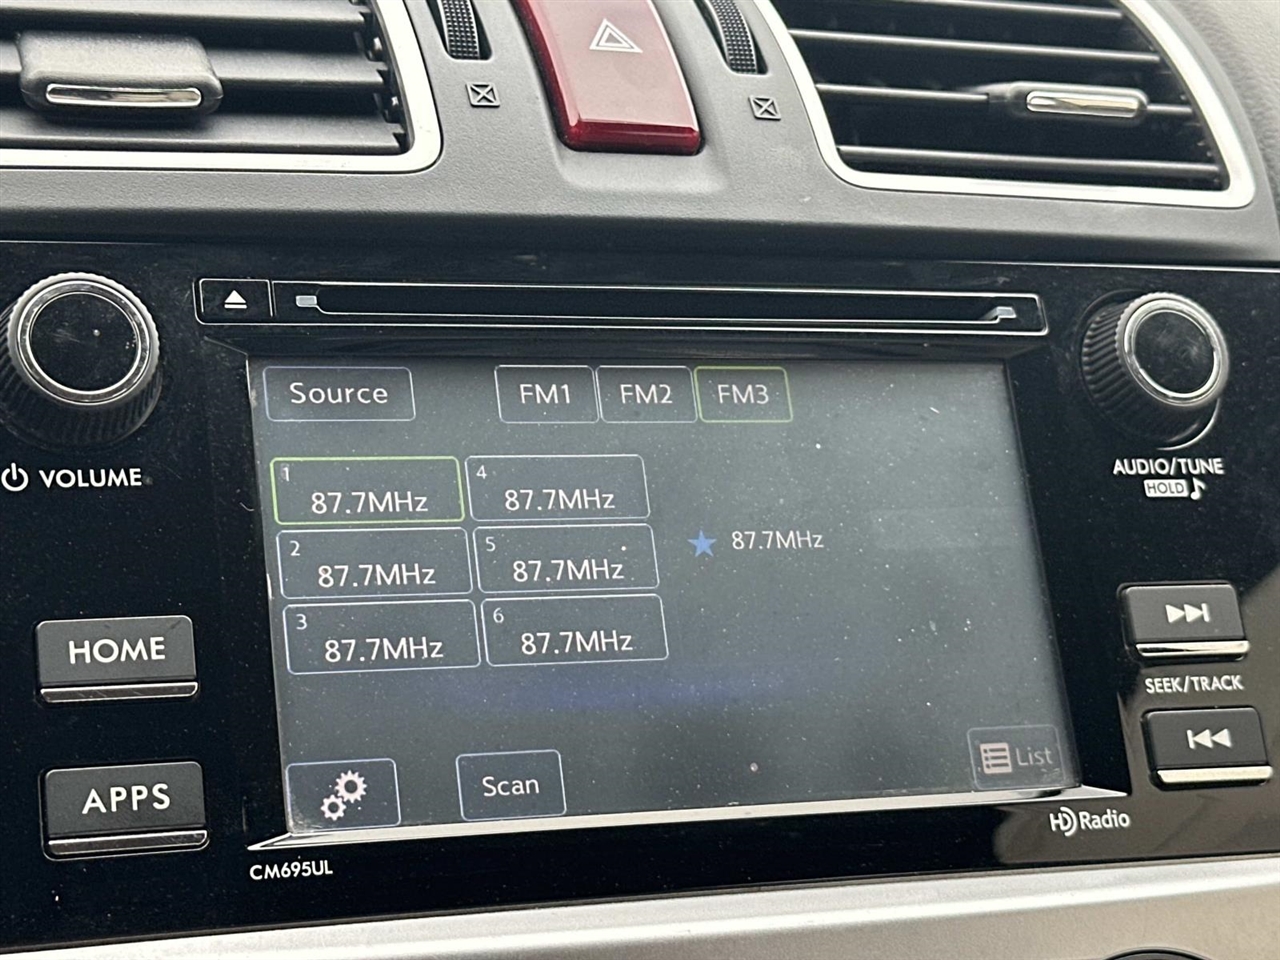 Source
FM1
FM2
FM3
1
87.7MHz
4
87.7MHz
2
87.7MHz
5
87.7MHz
3
87.7MHz
6
87.7MHz
87.7MHz
Scan
List
VOLUME
HOME
APPS
CM695UL
AUDIO/TUNE
HOLD
SEEK/TRACK
HD Radio